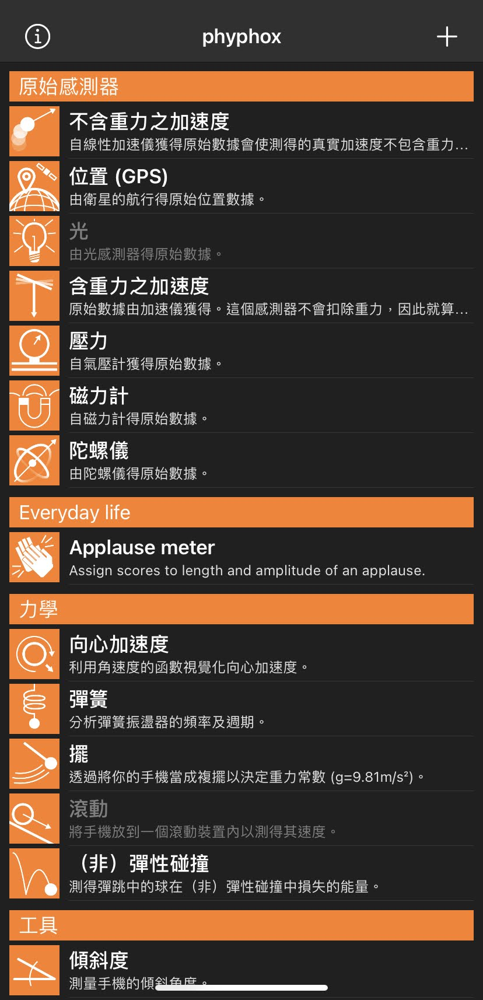 phyphox
原始感測器
不含重力之加速度
自線性加速儀獲得原始數據會使測得的真實加速度不包含重力...
位置 (GPS)
由衛星的航行得原始位置數據。
光
由光感測器得原始數據。
含重力之加速度
原始數據由加速儀獲得。這個感測器不會扣除重力，因此就算...
壓力
自氣壓計獲得原始數據。
磁力計
自磁力計得原始數據。
陀螺儀
由陀螺儀得原始數據。
Everyday life
Applause meter
Assign scores to length and amplitude of an applause.
力學
向心加速度
利用角速度的函數視覺化向心加速度。
彈簧
分析彈簧振盪器的頻率及週期。
擺
透過將你的手機當成複擺以決定重力常數 (g=9.81m/s²)。
滾動
將手機放到一個滾動裝置內以測得其速度。
（非）彈性碰撞
測得彈跳中的球在（非）彈性碰撞中損失的能量。
工具
傾斜度
測量手機的傾斜角度。